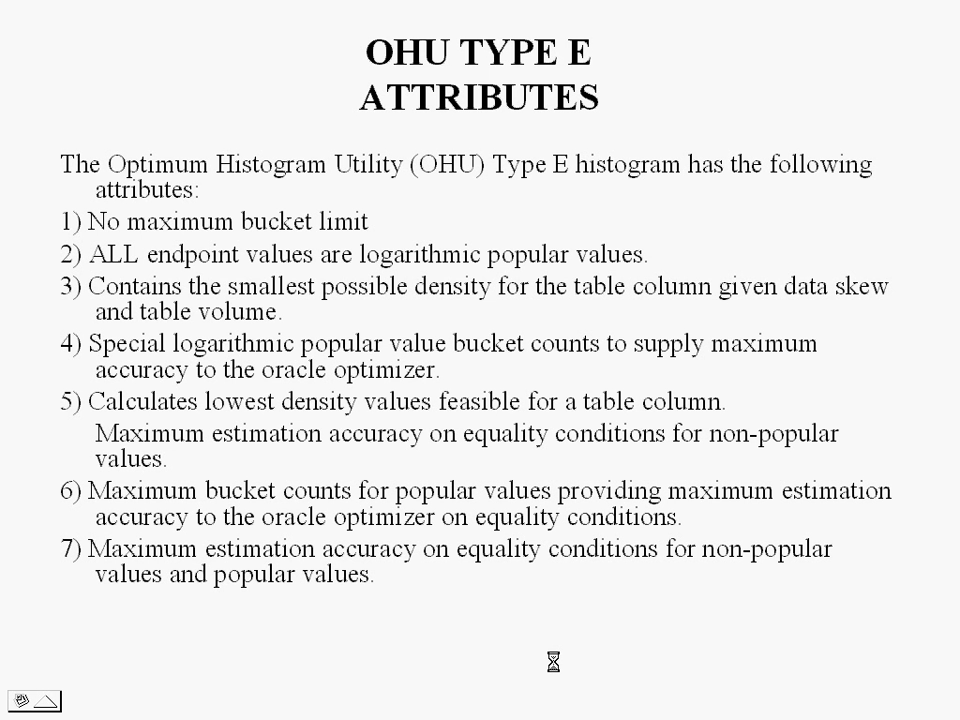 OHU TYPE E
ATTRIBUTES
The Optimum Histogram Utility (OHU) Type E histogram has the following
attributes:
1) No maximum bucket limit
2) ALL endpoint values are logarithmic popular values.
3) Contains the smallest possible density for the table column given data skew
and table volume.
4) Special logarithmic popular value bucket counts to supply maximum
accuracy to the oracle optimizer.
5) Calculates lowest density values feasible for a table column.
Maximum estimation accuracy on equality conditions for non-popular
values.
6) Maximum bucket counts for popular values providing maximum estimation
accuracy to the oracle optimizer on equality conditions.
7) Maximum estimation accuracy on equality conditions for non-popular
values and popular values.